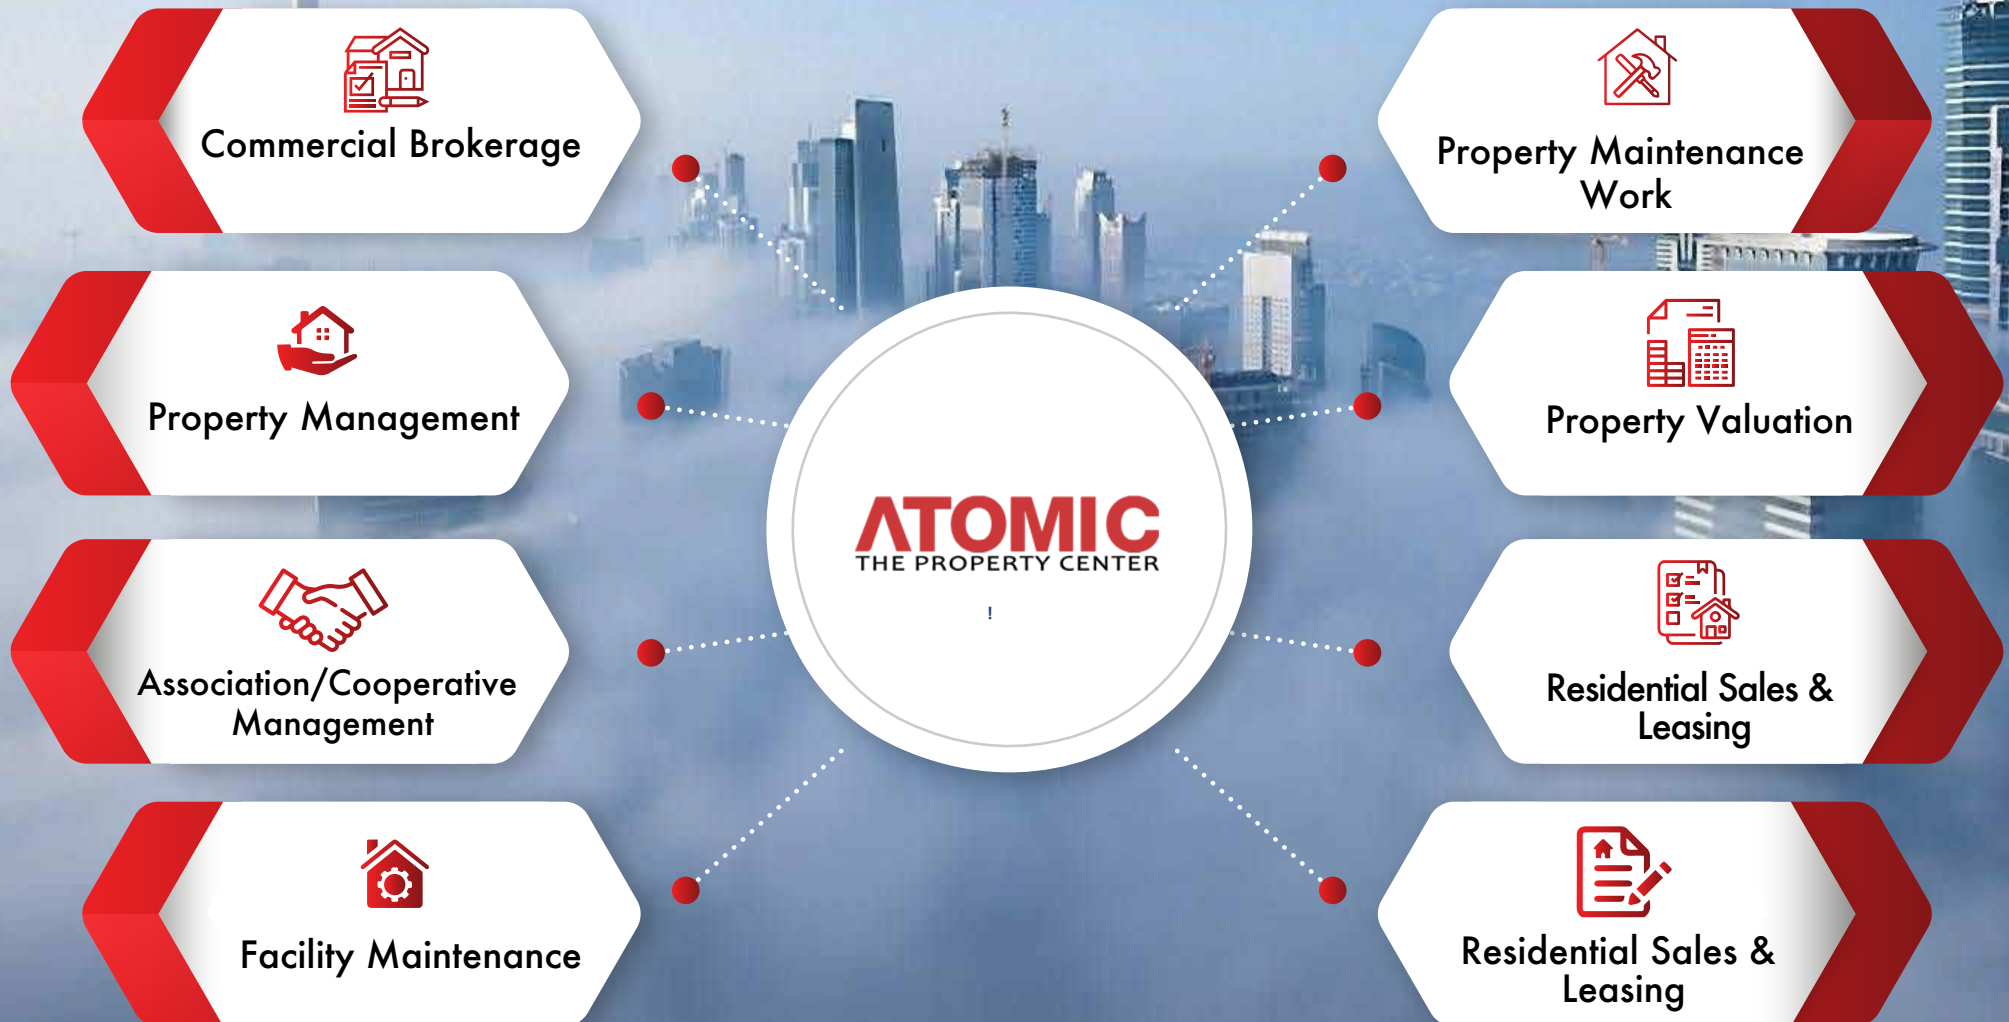 Commercial Brokerage
Property Management
Association/Cooperative
Management
Facility Maintenance
ATOMIC
THE PROPERTY CENTER
!
Property Maintenance
Work
Property Valuation
Residential Sales &
Leasing
Residential Sales &
Leasing